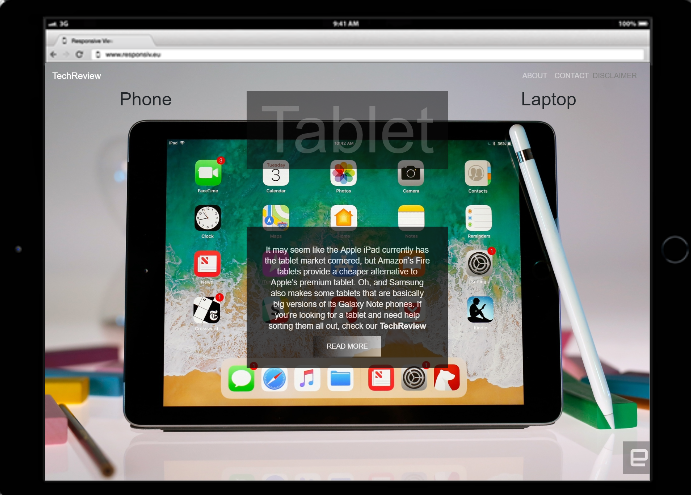 3G 9:41 AM 100%
Responsive
www.responsiv.eu
TechReview ABOUT CONTACT DISCLAIMER
Phone Tablet Laptop
iPad
Tuesday
3
FaceTime Calendar Photos Camera Contacts
Clock Maps Reminders
News
It may seem like the Apple iPad currently has
the tablet market cornered, but Amazon's Fire
tablets provide a cheaper alternative to
Apple's premium tablet. Oh, and Samsung
also makes some tablets that are basically
big versions of its Galaxy Note phones. If
you're looking for a tablet and need help
sorting them all out, check our TechReview
READ MORE